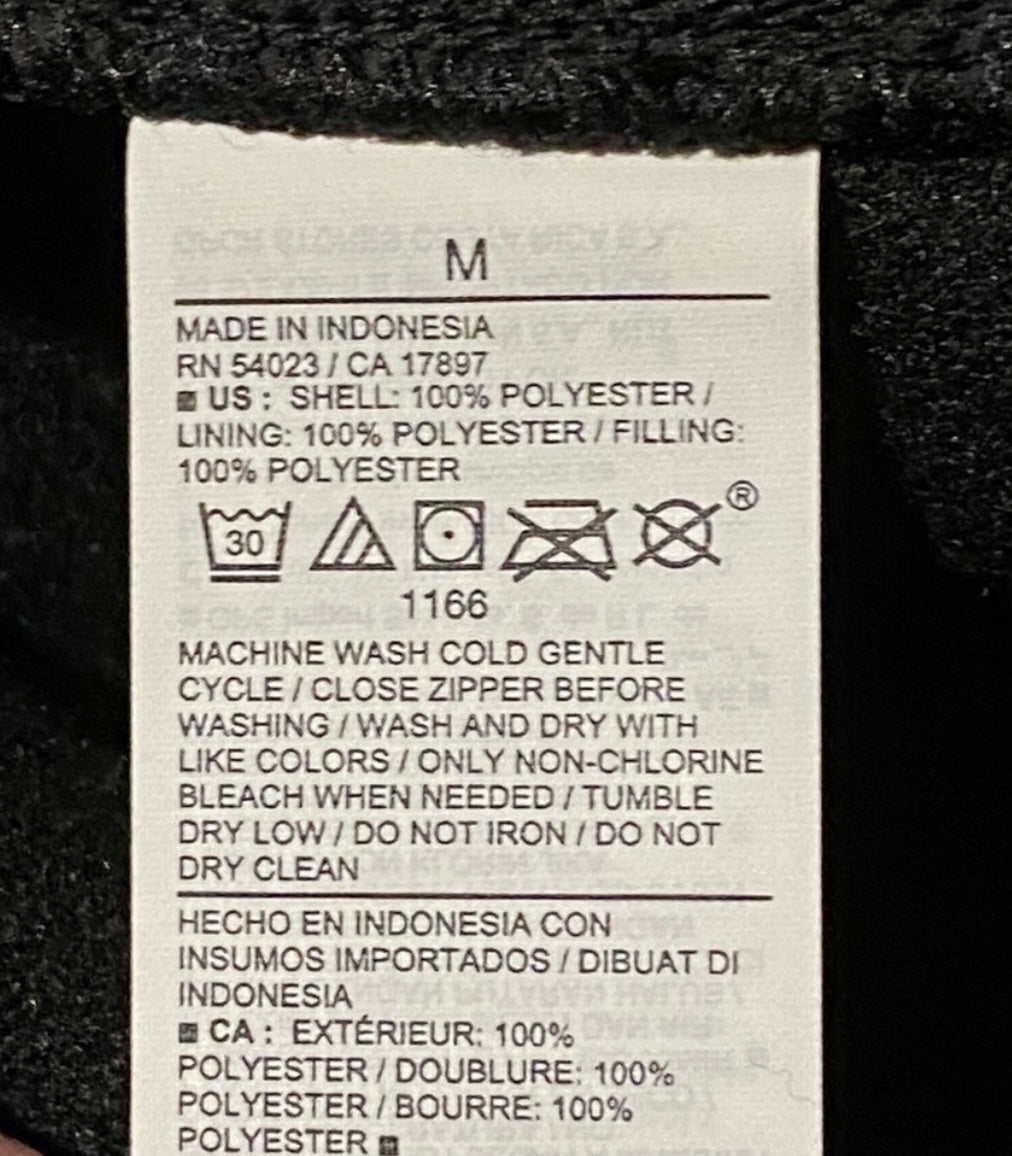 M
MADE IN INDONESIA
RN 54023 / CA 17897
US : SHELL: 100% POLYESTER /
LINING: 100% POLYESTER / FILLING:
100% POLYESTER
30 ®
1166
MACHINE WASH COLD GENTLE
CYCLE / CLOSE ZIPPER BEFORE
WASHING / WASH AND DRY WITH
LIKE COLORS / ONLY NON-CHLORINE
BLEACH WHEN NEEDED / TUMBLE
DRY LOW / DO NOT IRON / DO NOT
DRY CLEAN
HECHO EN INDONESIA CON
INSUMOS IMPORTADOS / DIBUAT DI
INDONESIA
CA : EXTÉRIEUR: 100%
POLYESTER / DOUBLURE: 100%
POLYESTER / BOURRE: 100%
POLYESTER